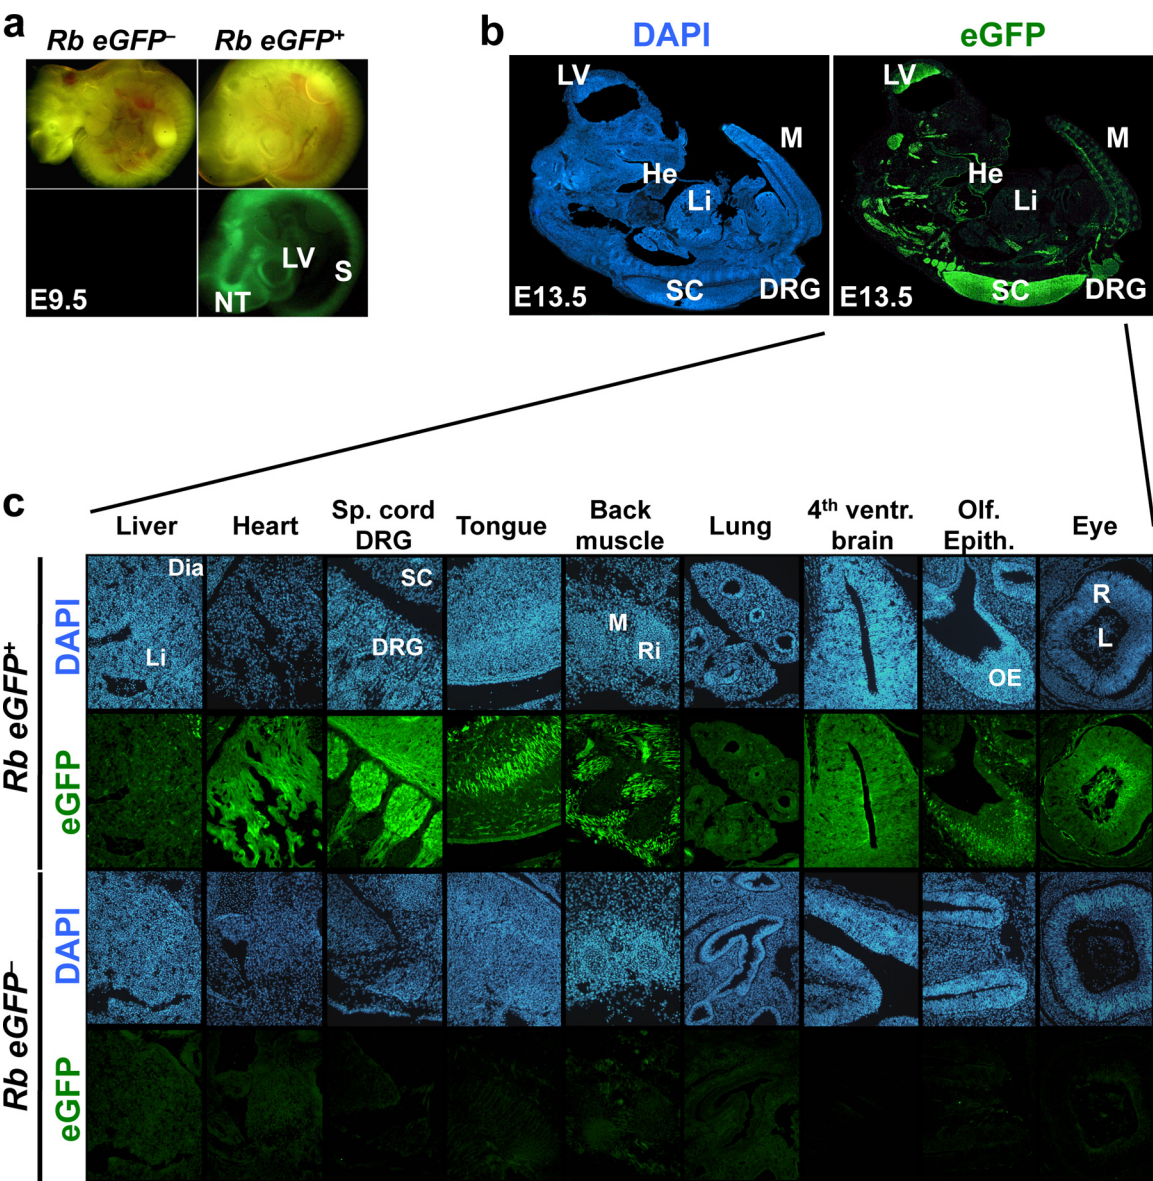 a
Rb eGFP–
Rb eGFP+
LV
S
NT
E9.5
b
DAPI
eGFP
LV
M
He
Li
SC
DRG
E13.5
LV
M
He
Li
SC
DRG
E13.5
c
Liver
Heart
Sp. cord
DRG
Tongue
Back
muscle
Lung
4th ventr.
brain
Olf.
Epith.
Eye
Rb eGFP+
DAPI
Dia
Li
SC
DRG
M
Ri
OE
R
L
eGFP
Rb eGFP–
DAPI
eGFP